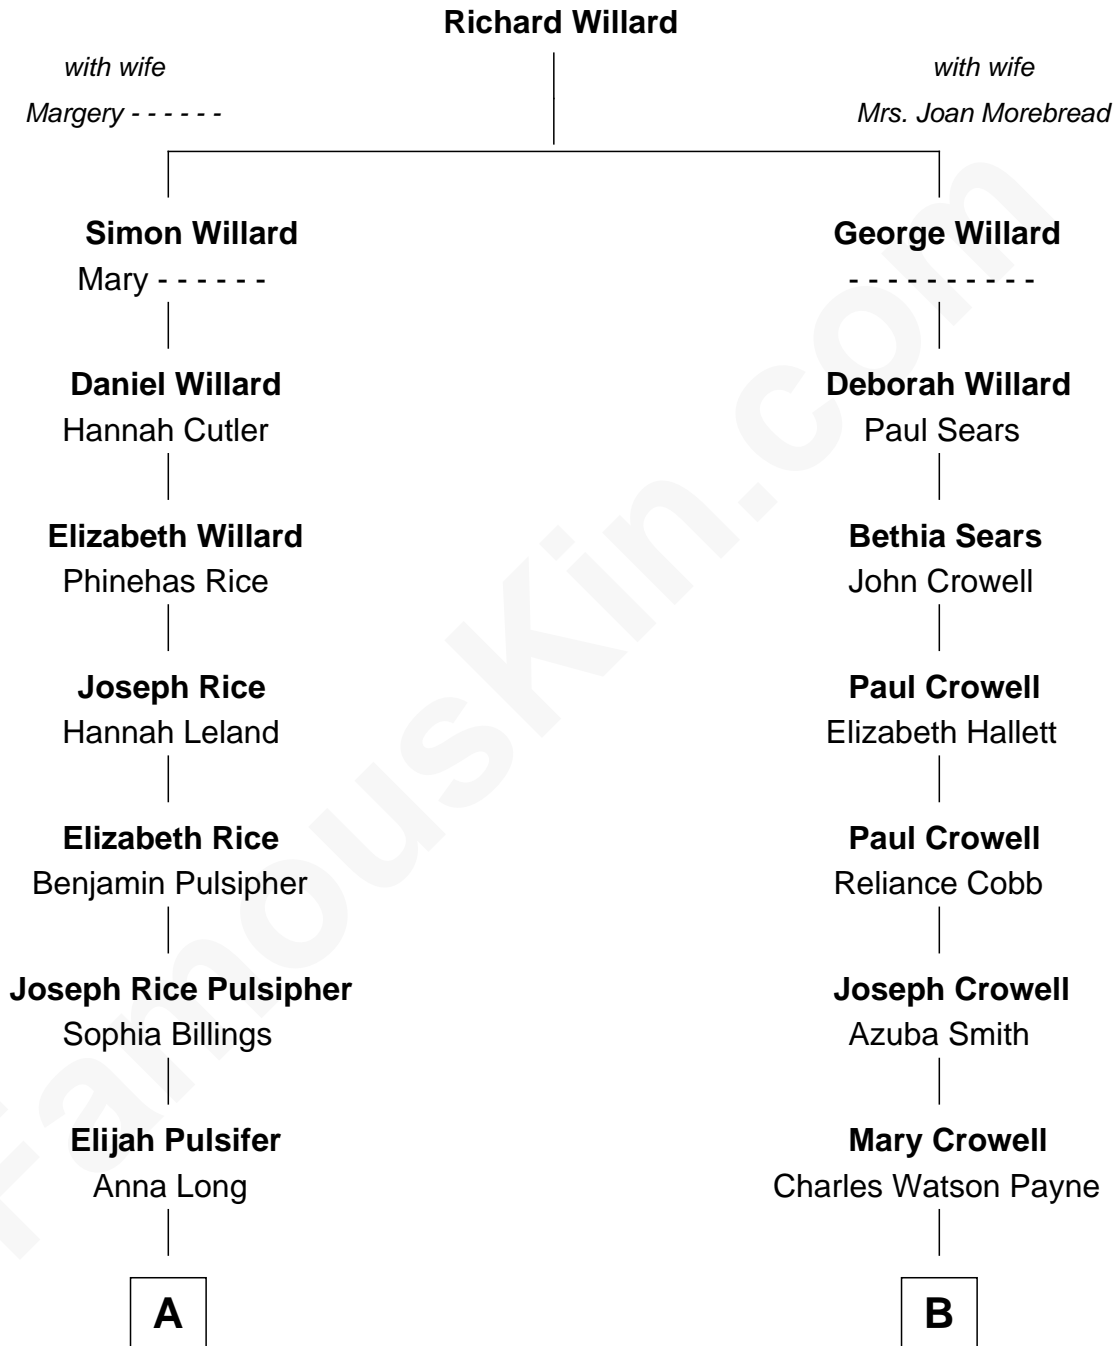 Richard Willard
with wife
Margery - - - - - -
with wife
Mrs. Joan Morebread
Simon Willard
Mary - - - - - -
George Willard
- - - - - - - - - -
Daniel Willard
Hannah Cutler
Deborah Willard
Paul Sears
Elizabeth Willard
Phinehas Rice
Bethia Sears
John Crowell
Joseph Rice
Hannah Leland
Paul Crowell
Elizabeth Hallett
Elizabeth Rice
Benjamin Pulsipher
Paul Crowell
Reliance Cobb
Joseph Rice Pulsipher
Sophia Billings
Joseph Crowell
Azuba Smith
Elijah Pulsifer
Anna Long
Mary Crowell
Charles Watson Payne
A
B
FamousKin.com